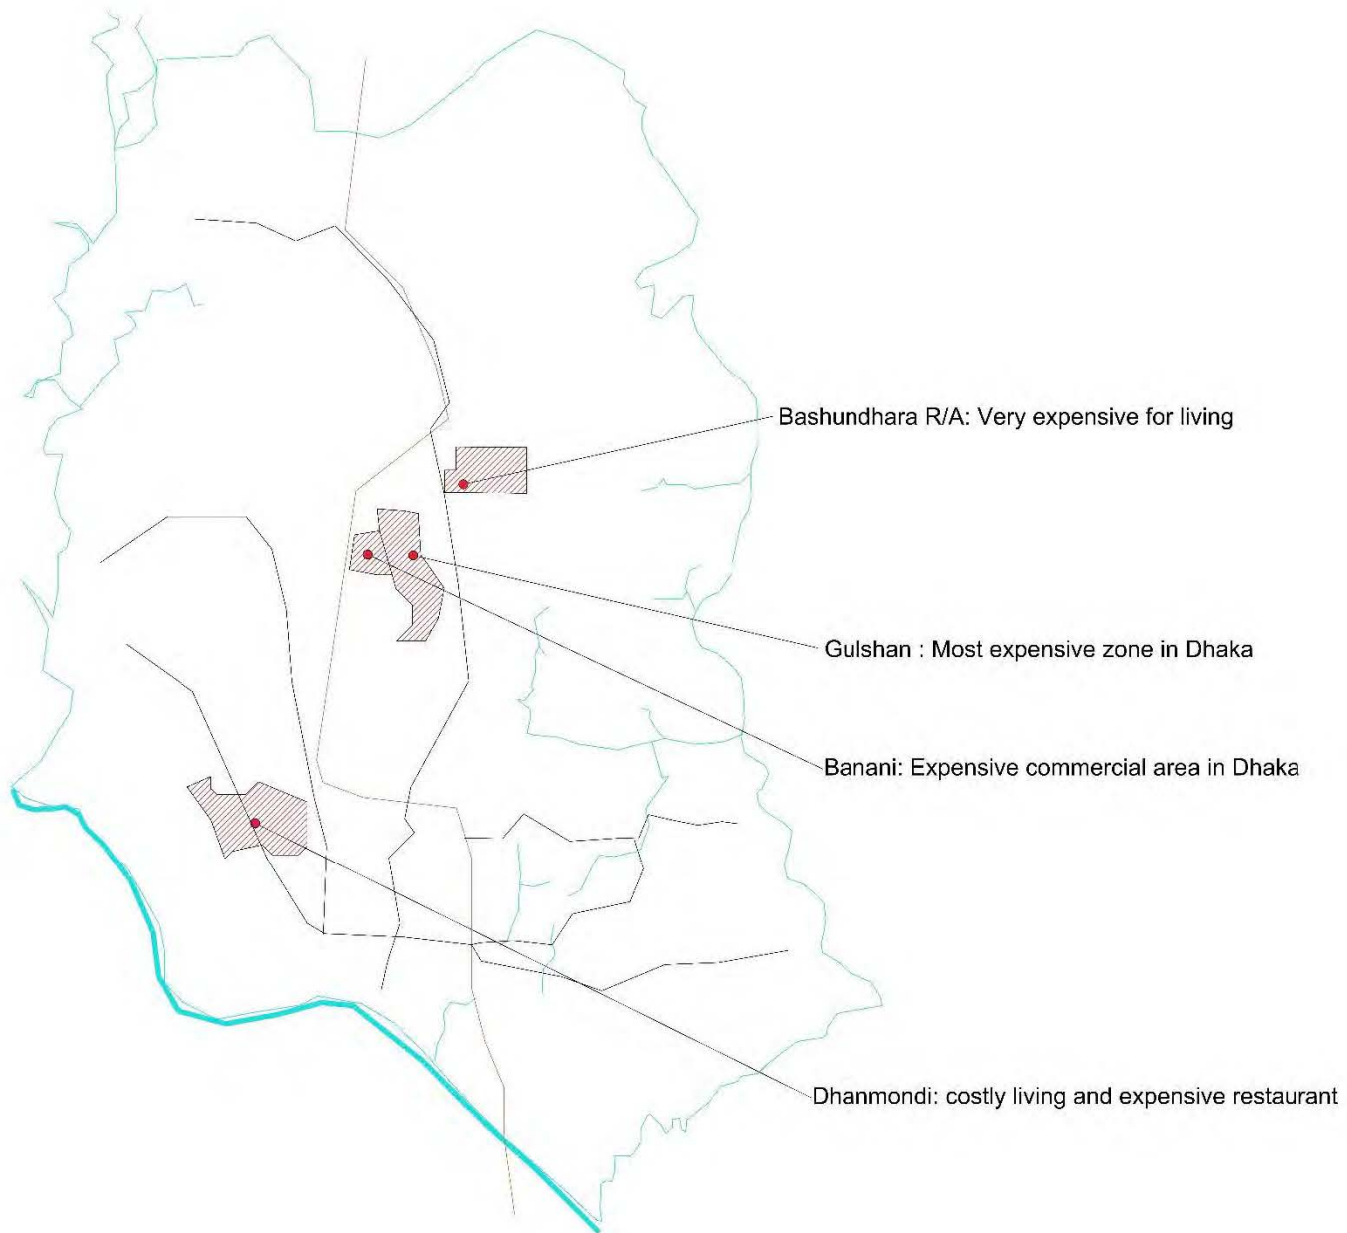 Bashundhara R/A: Very expensive for living
Gulshan : Most expensive zone in Dhaka
Banani: Expensive commercial area in Dhaka
Dhanmondi: costly living and expensive restaurant